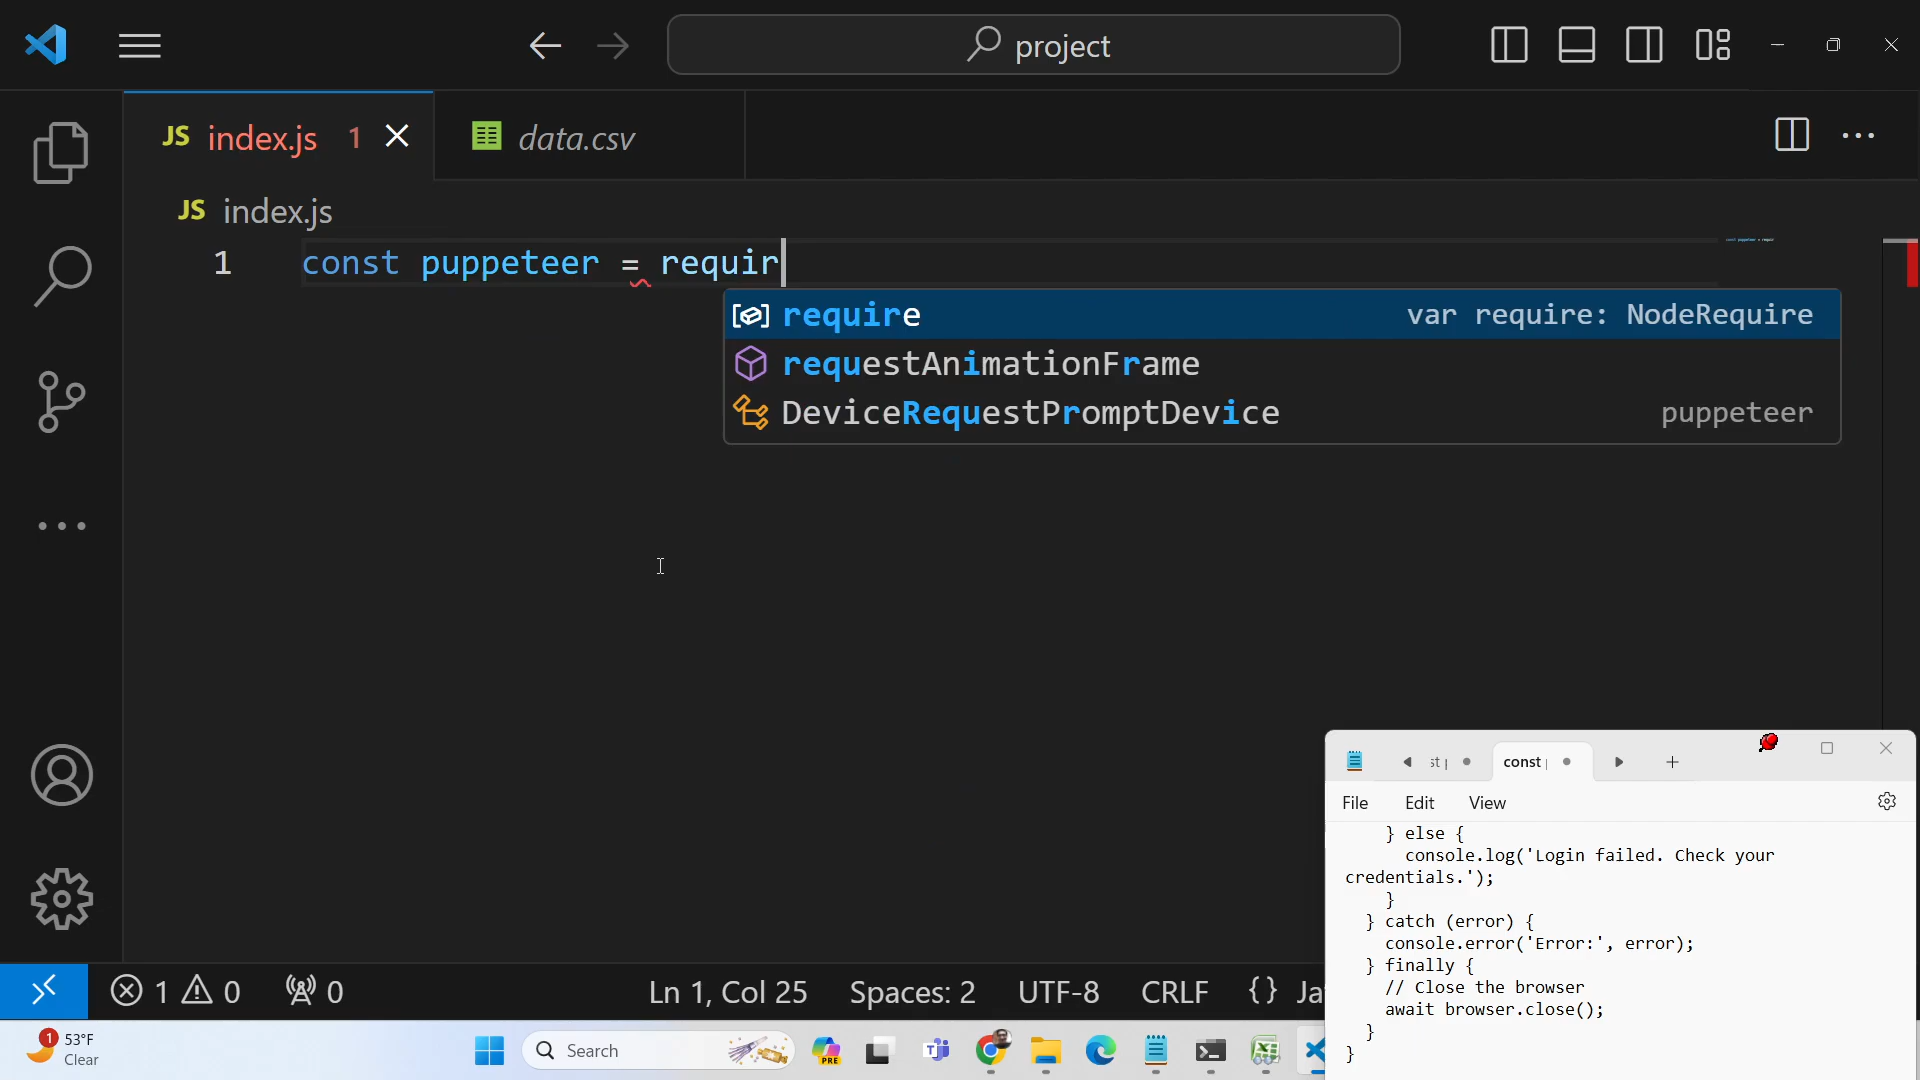 project
JS index.js 1
data.csv
JS index.js
1 const puppeteer = requir
require var require: NodeRequire
requestAnimationFrame
DeviceRequestPromptDevice puppeteer
const
File Edit View
} else {
console.log('Login failed. Check your
credentials.');
}
} catch (error) {
console.error('Error:', error);
} finally {
// Close the browser
await browser.close();
}
}
1 0 0 Ln 1, Col 25 Spaces: 2 UTF-8 CRLF {} Ja
1 53°F
Clear
Search
PRE